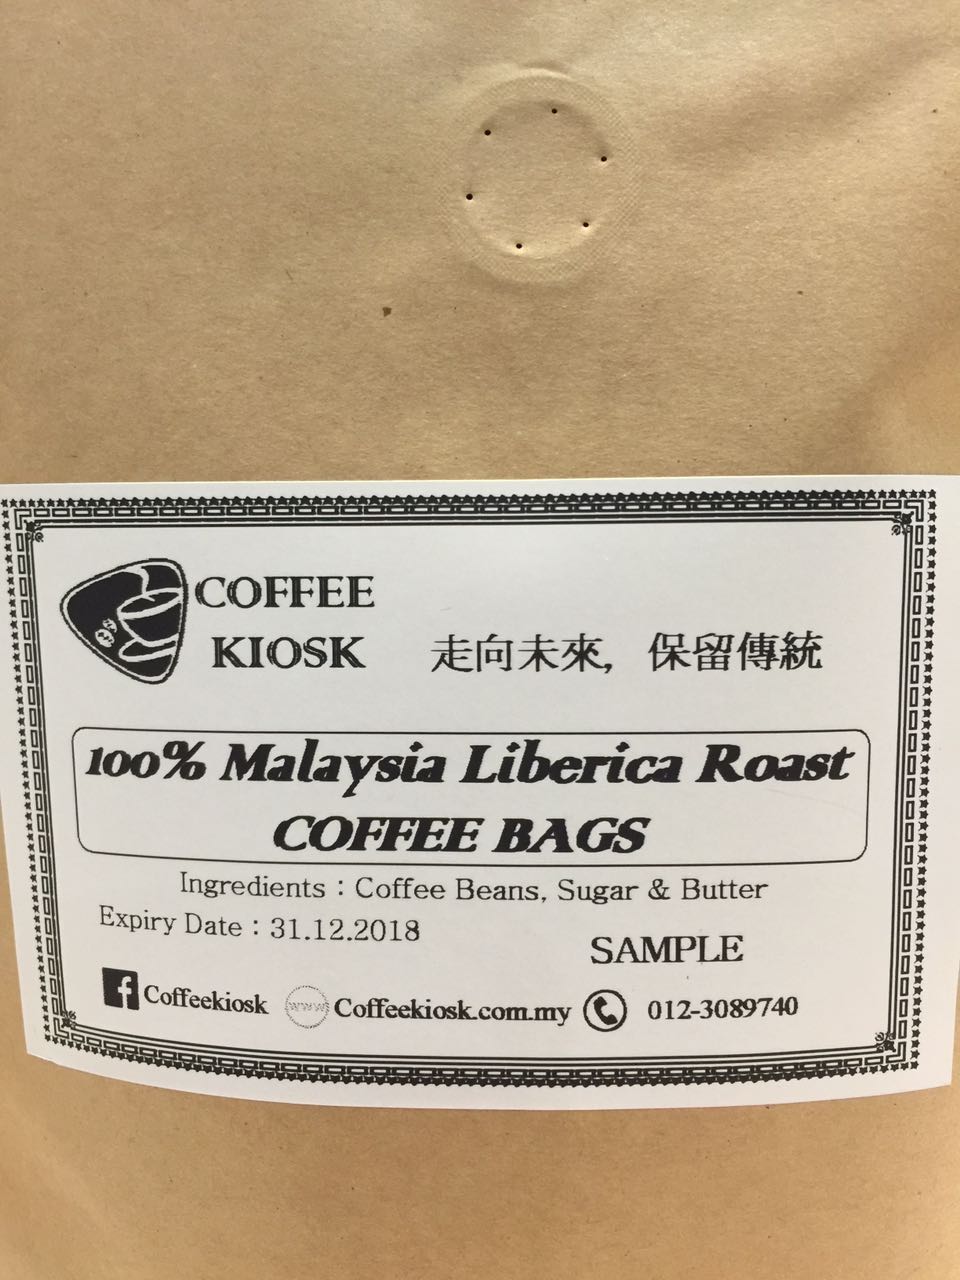 COFFEE
KIOSK 走向未來, 保留傳統
100% Malaysia Liberica Roast
COFFEE BAGS
Ingredients : Coffee Beans, Sugar & Butter
Expiry Date : 31.12.2018
SAMPLE
f Coffeekiosk www Coffeekiosk.com.my 012-3089740